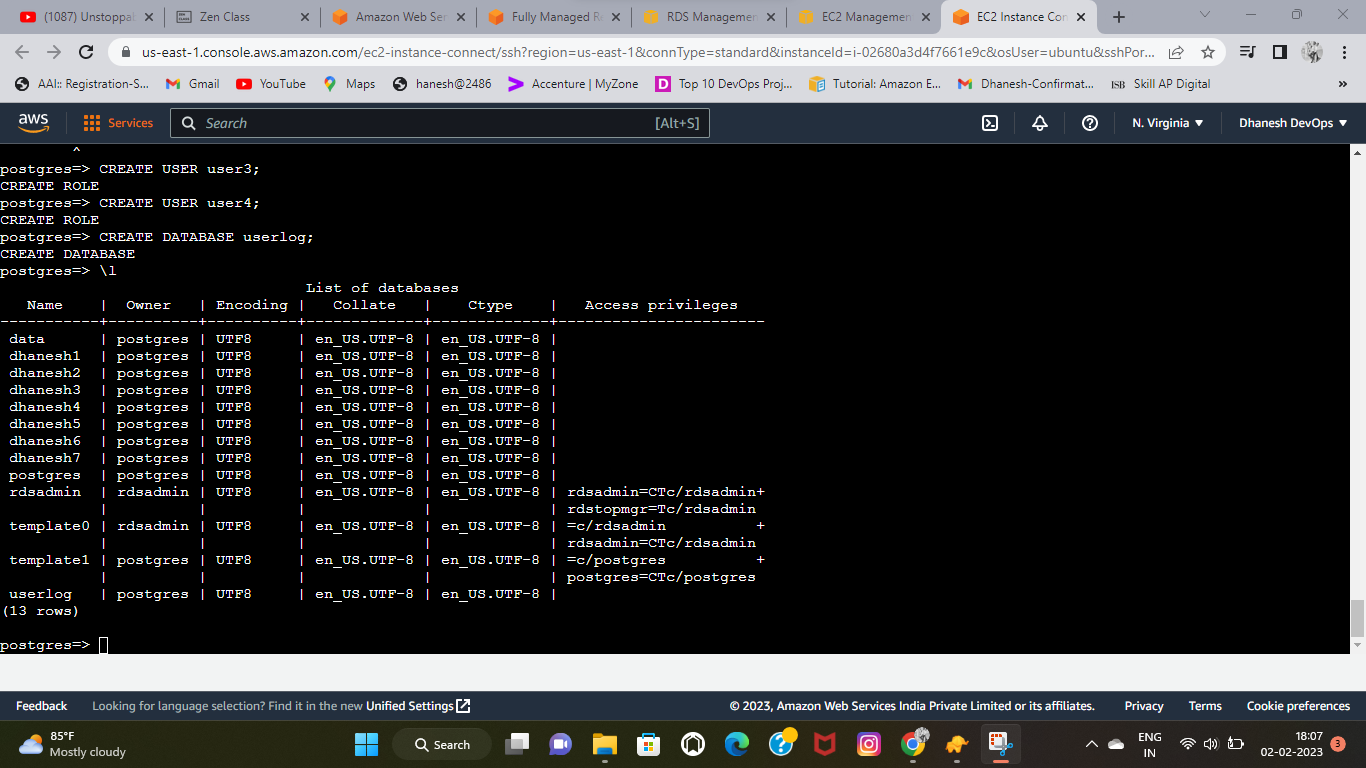 (1087) Unstoppal
Zen Class
Amazon Web Ser
Fully Managed Re
RDS Managemen
EC2 Managemen
EC2 Instance Con
us-east-1.console.aws.amazon.com/ec2-instance-connect/ssh?region=us-east-1&connType=standard&instanceId=i-02680a3d4f7661e9c&osUser=ubuntu&sshPor...
AAI:: Registration-S...
Gmail
YouTube
Maps
hanesh@2486
Accenture | MyZone
Top 10 DevOps Proj...
Tutorial: Amazon E...
Dhanesh-Confirmat...
ISB Skill AP Digital
»
aws
Services
Search
[Alt+S]
N. Virginia
Dhanesh DevOps
^
postgres=> CREATE USER user3;
CREATE ROLE
postgres=> CREATE USER user4;
CREATE ROLE
postgres=> CREATE DATABASE userlog;
CREATE DATABASE
postgres=> \l
List of databases
Name | Owner | Encoding | Collate | Ctype | Access privileges
-----------+----------+----------+-------------+-------------+-----------------------
data | postgres | UTF8 | en_US.UTF-8 | en_US.UTF-8 |
dhanesh1 | postgres | UTF8 | en_US.UTF-8 | en_US.UTF-8 |
dhanesh2 | postgres | UTF8 | en_US.UTF-8 | en_US.UTF-8 |
dhanesh3 | postgres | UTF8 | en_US.UTF-8 | en_US.UTF-8 |
dhanesh4 | postgres | UTF8 | en_US.UTF-8 | en_US.UTF-8 |
dhanesh5 | postgres | UTF8 | en_US.UTF-8 | en_US.UTF-8 |
dhanesh6 | postgres | UTF8 | en_US.UTF-8 | en_US.UTF-8 |
dhanesh7 | postgres | UTF8 | en_US.UTF-8 | en_US.UTF-8 |
postgres | postgres | UTF8 | en_US.UTF-8 | en_US.UTF-8 |
rdsadmin | rdsadmin | UTF8 | en_US.UTF-8 | en_US.UTF-8 | rdsadmin=CTc/rdsadmin+
| | | | | rdstopmgr=Tc/rdsadmin
template0 | rdsadmin | UTF8 | en_US.UTF-8 | en_US.UTF-8 | =c/rdsadmin +
| | | | | rdsadmin=CTc/rdsadmin
template1 | postgres | UTF8 | en_US.UTF-8 | en_US.UTF-8 | =c/postgres +
| | | | | postgres=CTc/postgres
userlog | postgres | UTF8 | en_US.UTF-8 | en_US.UTF-8 |
(13 rows)
postgres=>
Feedback
Looking for language selection? Find it in the new Unified Settings
© 2023, Amazon Web Services India Private Limited or its affiliates.
Privacy
Terms
Cookie preferences
85°F
Mostly cloudy
Search
ENG
IN
18:07
02-02-2023
3